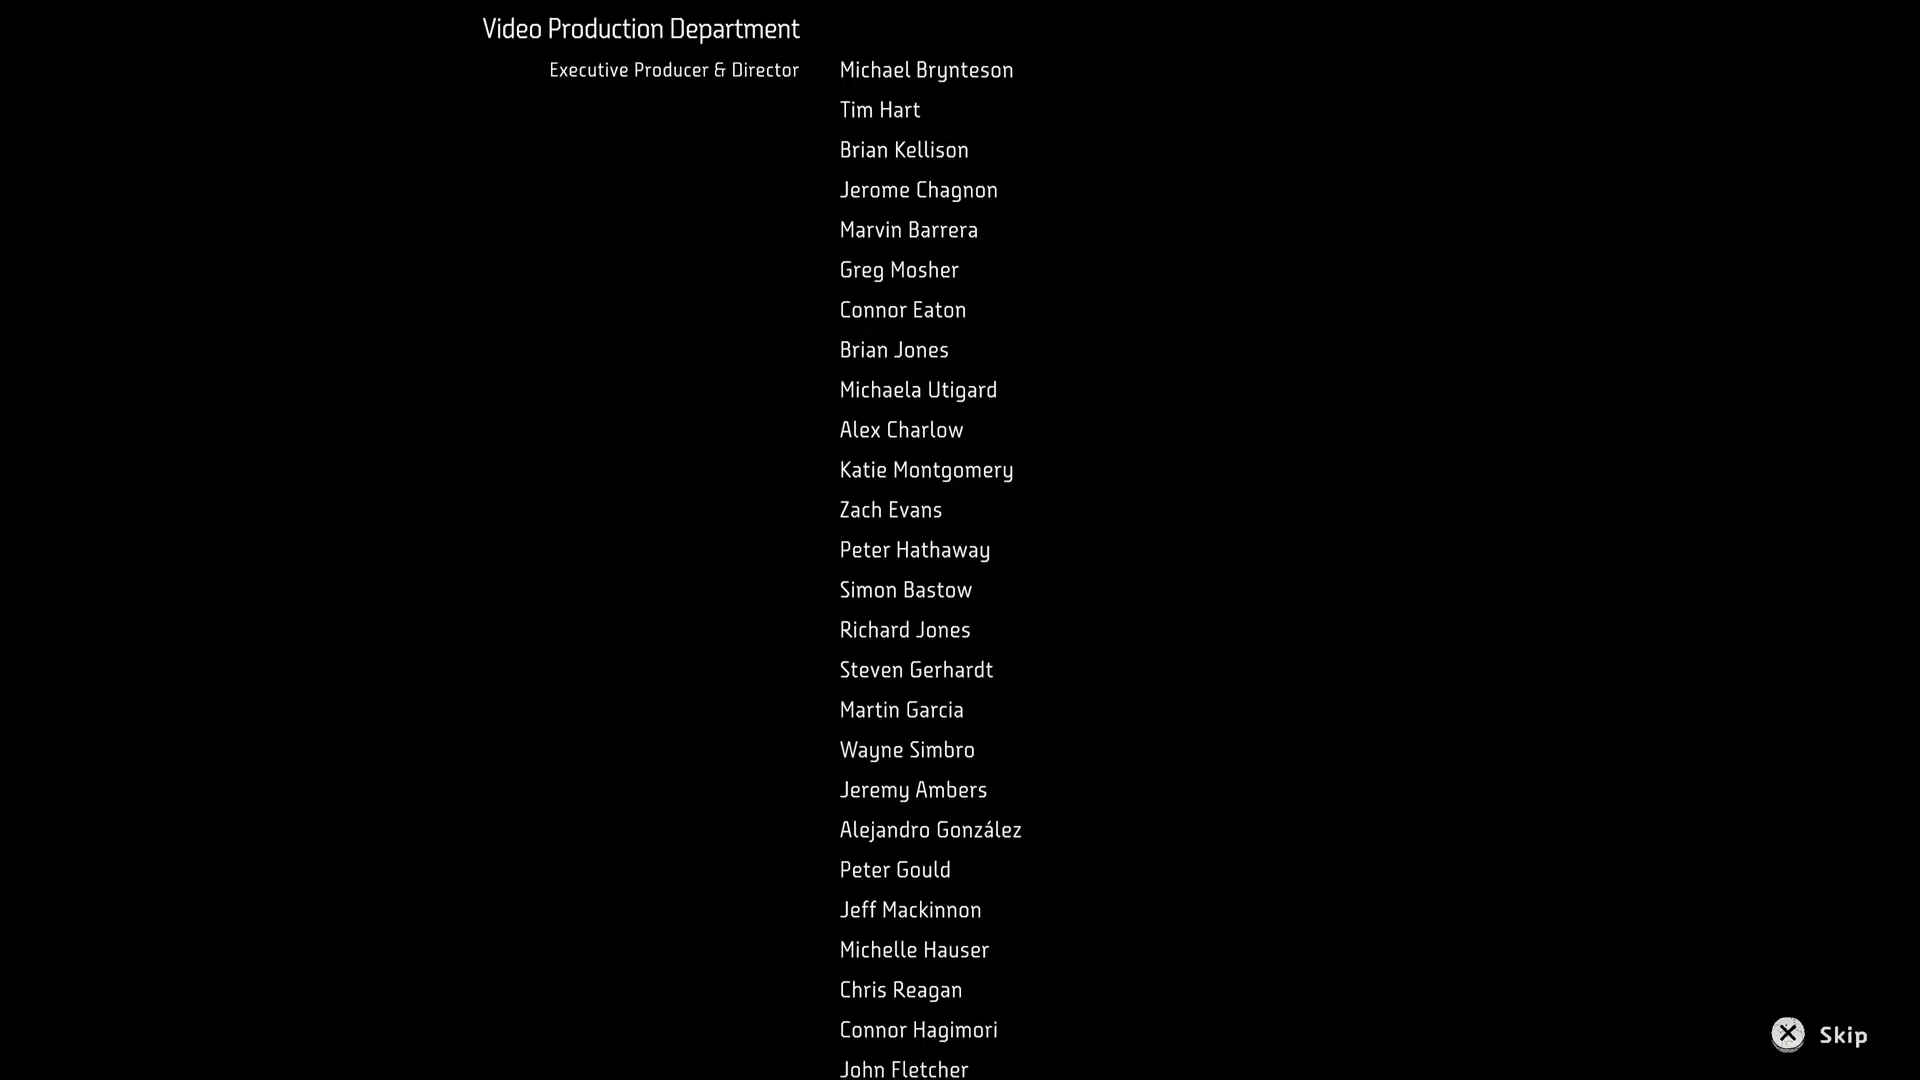 Video Production Department
Executive Producer & Director Michael Brynteson
Tim Hart
Brian Kellison
Jerome Chagnon
Marvin Barrera
Greg Mosher
Connor Eaton
Brian Jones
Michaela Utigard
Alex Charlow
Katie Montgomery
Zach Evans
Peter Hathaway
Simon Bastow
Richard Jones
Steven Gerhardt
Martin Garcia
Wayne Simbro
Jeremy Ambers
Alejandro González
Peter Gould
Jeff Mackinnon
Michelle Hauser
Chris Reagan
Connor Hagimori
Skip
John Fletcher